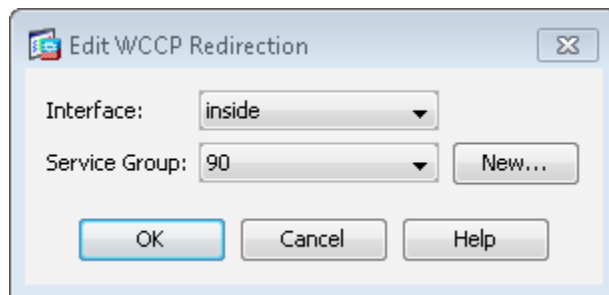 Edit WCCP Redirection
Interface: inside
Service Group: 90 New...
OK Cancel Help